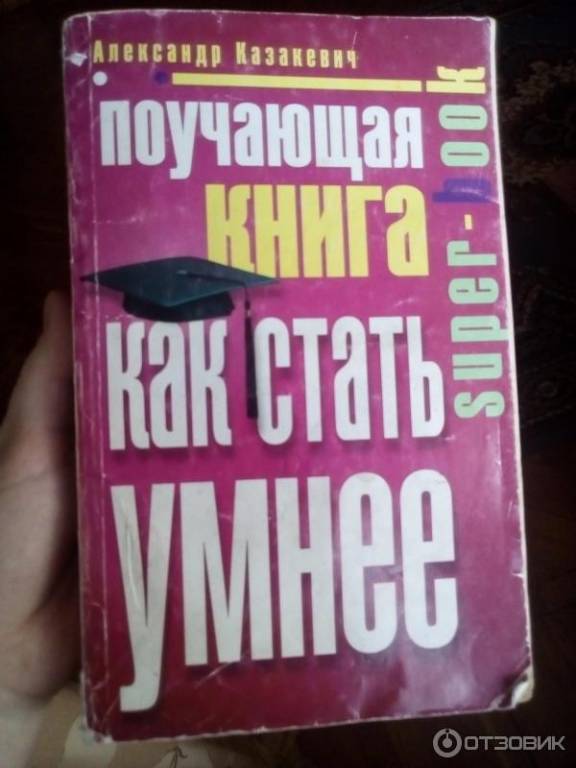 Александр Казакевич
поучающая
книга
как стать
умнее
super-book
ОТЗОВИК